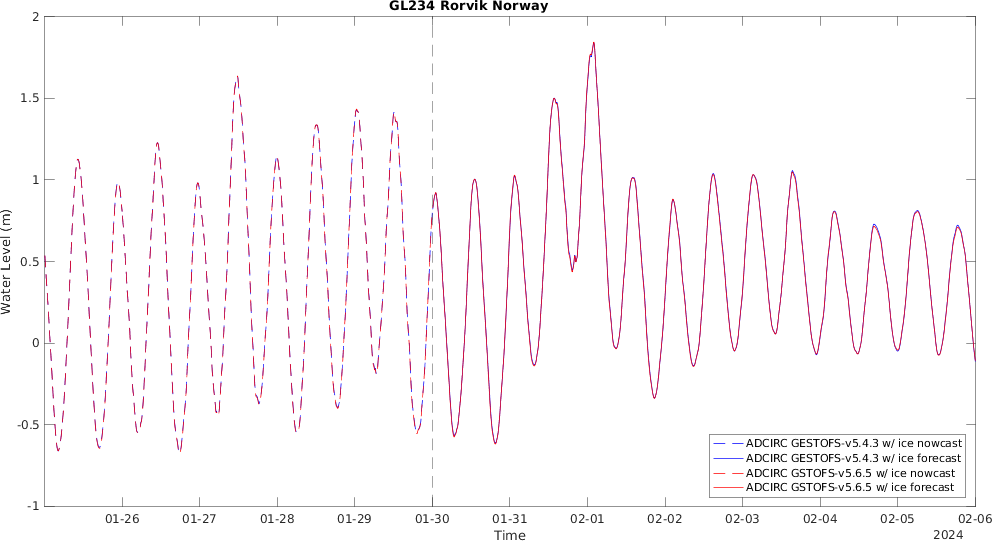 GL234 Rorvik Norway
2
1.5
1
0.5
0
-0.5
-1
Water Level (m)
ADCIRC GESTOFS-v5.4.3 w/ ice nowcast
ADCIRC GESTOFS-v5.4.3 w/ ice forecast
ADCIRC GSTOFS-v5.6.5 w/ ice nowcast
ADCIRC GSTOFS-v5.6.5 w/ ice forecast
01-26 01-27 01-28 01-29 01-30 01-31 02-01 02-02 02-03 02-04 02-05 02-06
Time
2024